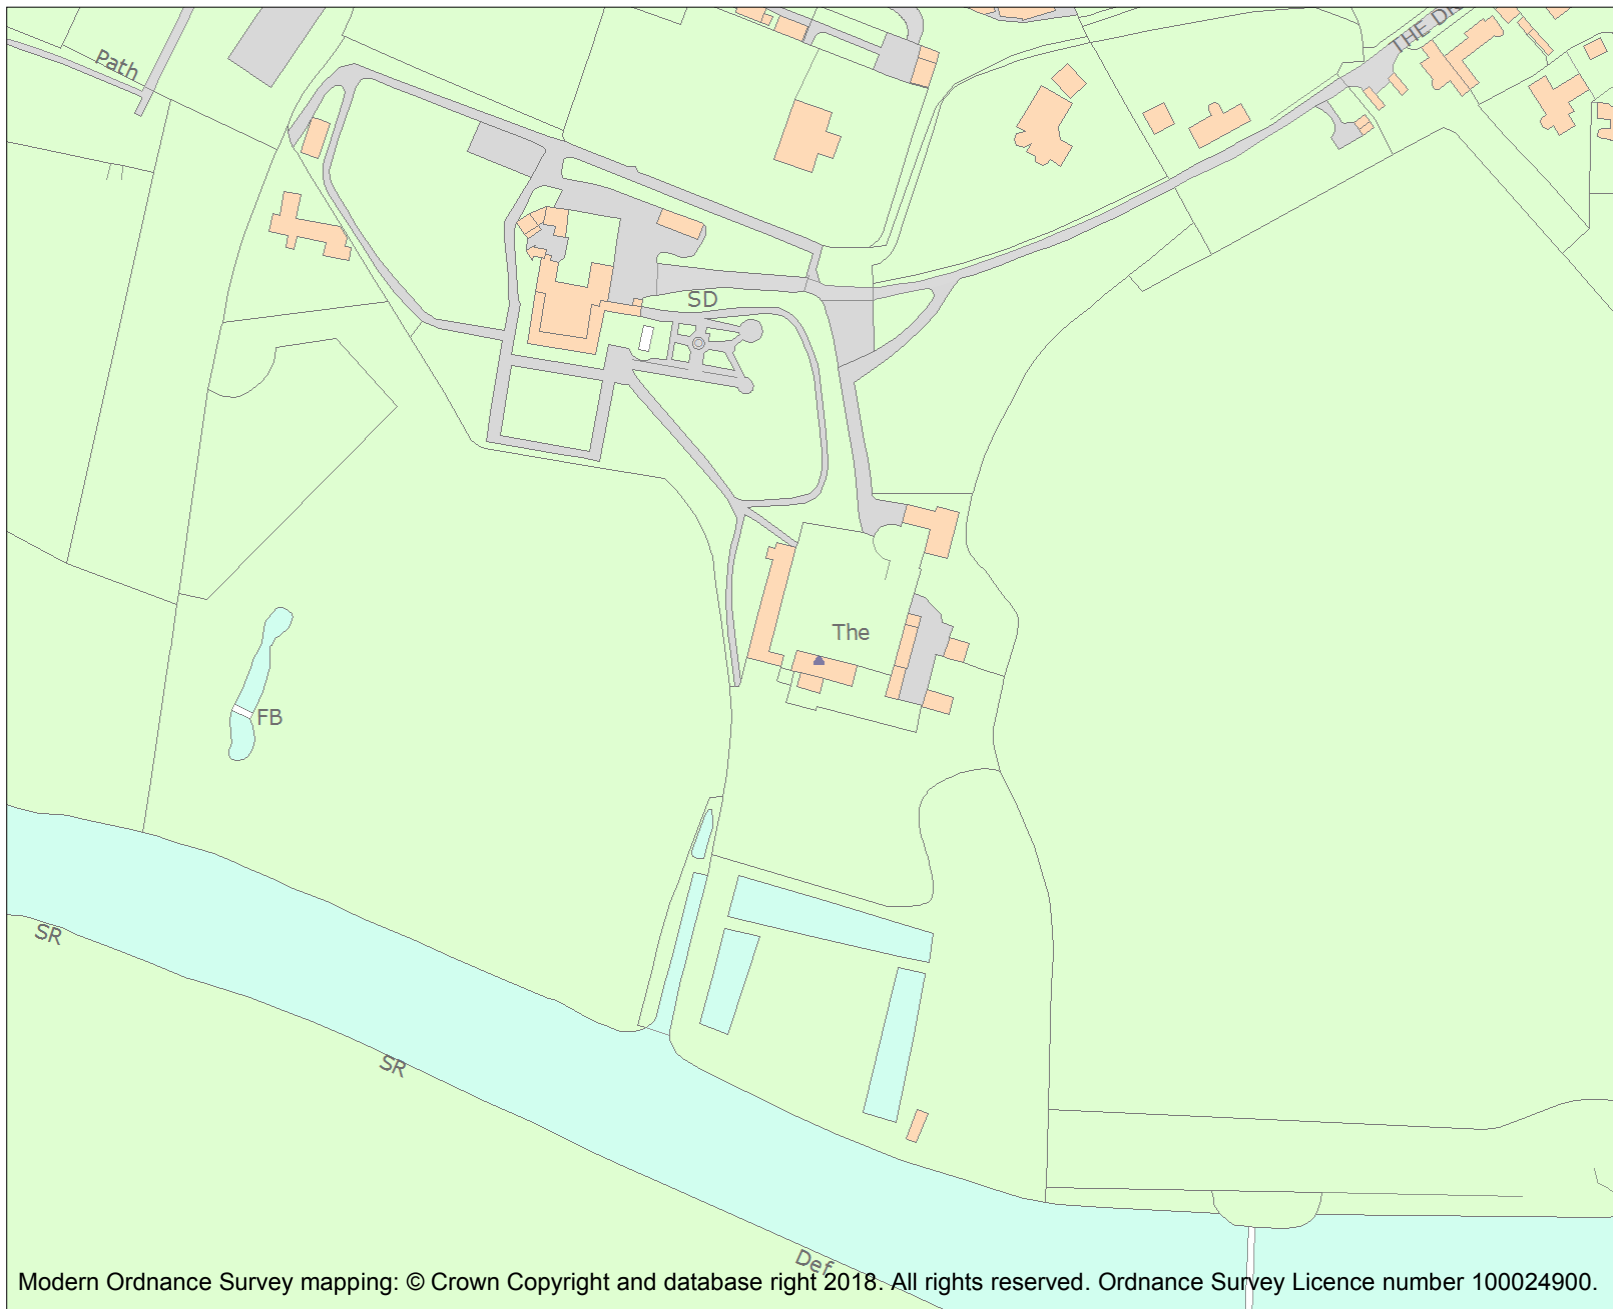 THE DR
Path
SD
The
FB
SR
SR
Def
Modern Ordnance Survey mapping: © Crown Copyright and database right 2018. All rights reserved. Ordnance Survey Licence number 100024900.